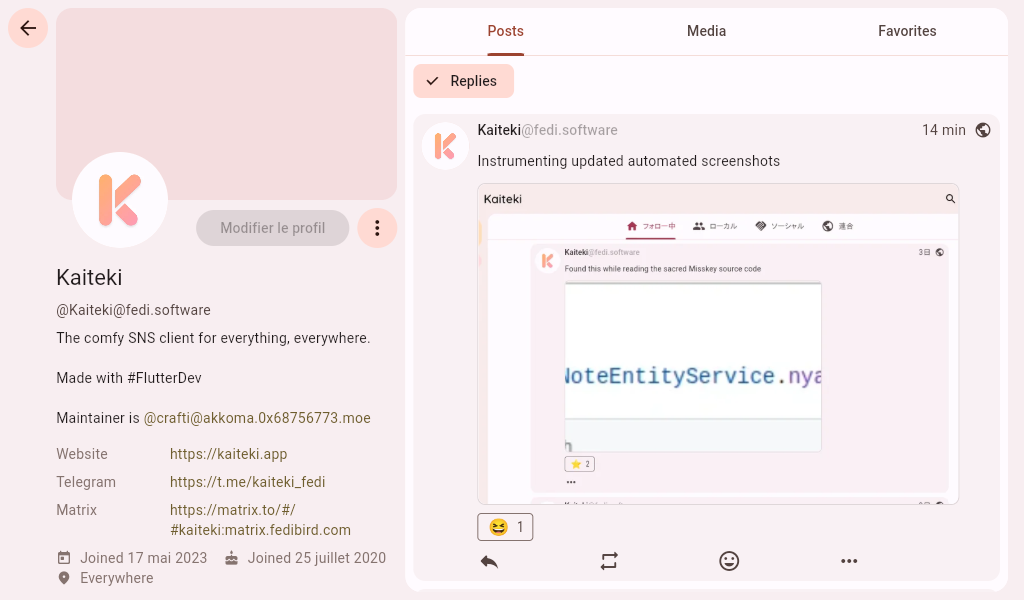 Modifier le profil
Kaiteki
@Kaiteki@fedi.software
The comfy SNS client for everything, everywhere.
Made with #FlutterDev
Maintainer is @crafti@akkoma.0x68756773.moe
Website https://kaiteki.app
Telegram https://t.me/kaiteki_fedi
Matrix https://matrix.to/#/
#kaiteki:matrix.fedibird.com
Joined 17 mai 2023 Joined 25 juillet 2020
Everywhere
Posts Media Favorites
Replies
Kaiteki@fedi.software 14 min
Instrumenting updated automated screenshots
Kaiteki
フォロー中 ローカル ソーシャル 連合
Kaiteki@fedi.software 3日
Found this while reading the sacred Misskey source code
NoteEntityService.nya
2
1